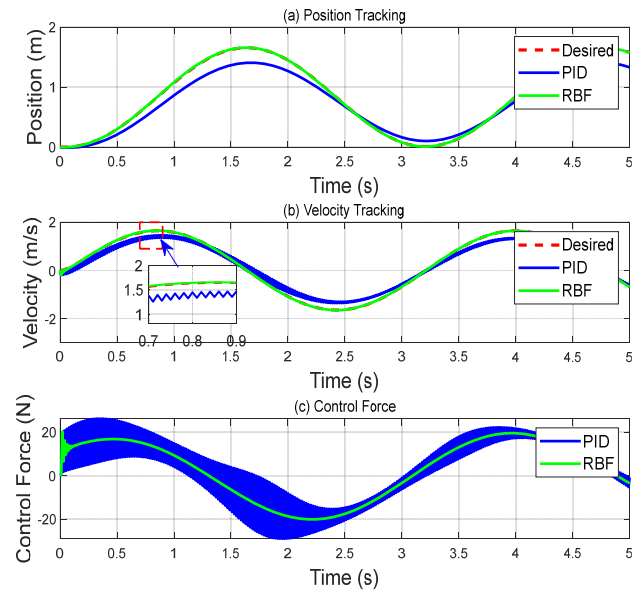 (a) Position Tracking
Position (m)
2
1
0
0 0.5 1 1.5 2 2.5 3 3.5 4 4.5 5
Time (s)
Desired
PID
RBF
(b) Velocity Tracking
Velocity (m/s)
2
0
-2
0 0.5 1 1.5 2 2.5 3 3.5 4 4.5 5
Time (s)
Desired
PID
RBF
2
1.5
1
0.7 0.8 0.9
(c) Control Force
Control Force (N)
20
0
-20
0 0.5 1 1.5 2 2.5 3 3.5 4 4.5 5
Time (s)
PID
RBF